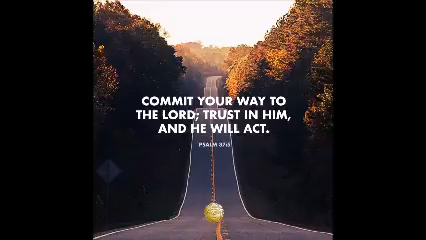 COMMIT YOUR WAY TO
THE LORD; TRUST IN HIM,
AND HE WILL ACT.
PSALM 37:5